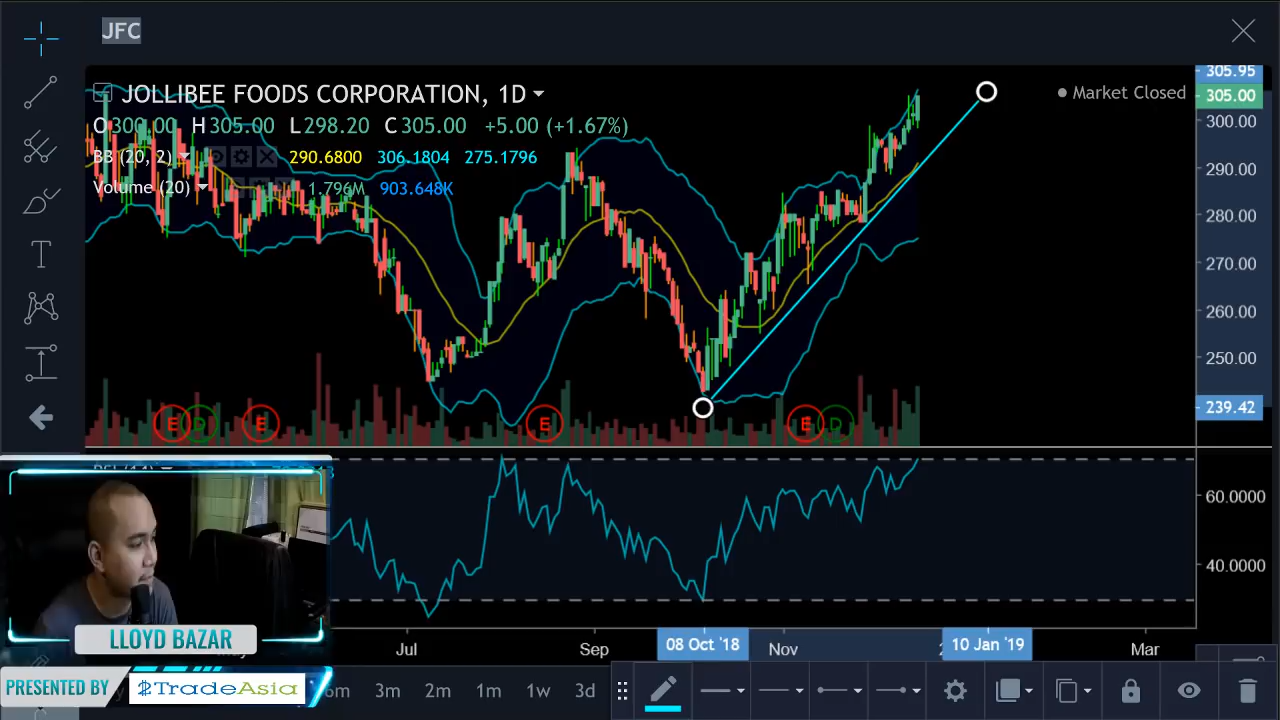 JFC
JOLLIBEE FOODS CORPORATION, 1D
Market Closed
O300.00 H305.00 L298.20 C305.00 +5.00 (+1.67%)
BB (20, 2) 290.6800 306.1804 275.1796
Volume (20) 1.796M 903.648K
305.95
305.00
300.00
290.00
280.00
270.00
260.00
250.00
239.42
T
E D E E E D
60.0000
40.0000
Jul Sep 08 Oct '18 Nov 10 Jan '19 Mar
LLOYD BAZAR
PRESENTED BY TradeAsia
3m 2m 1m 1w 3d